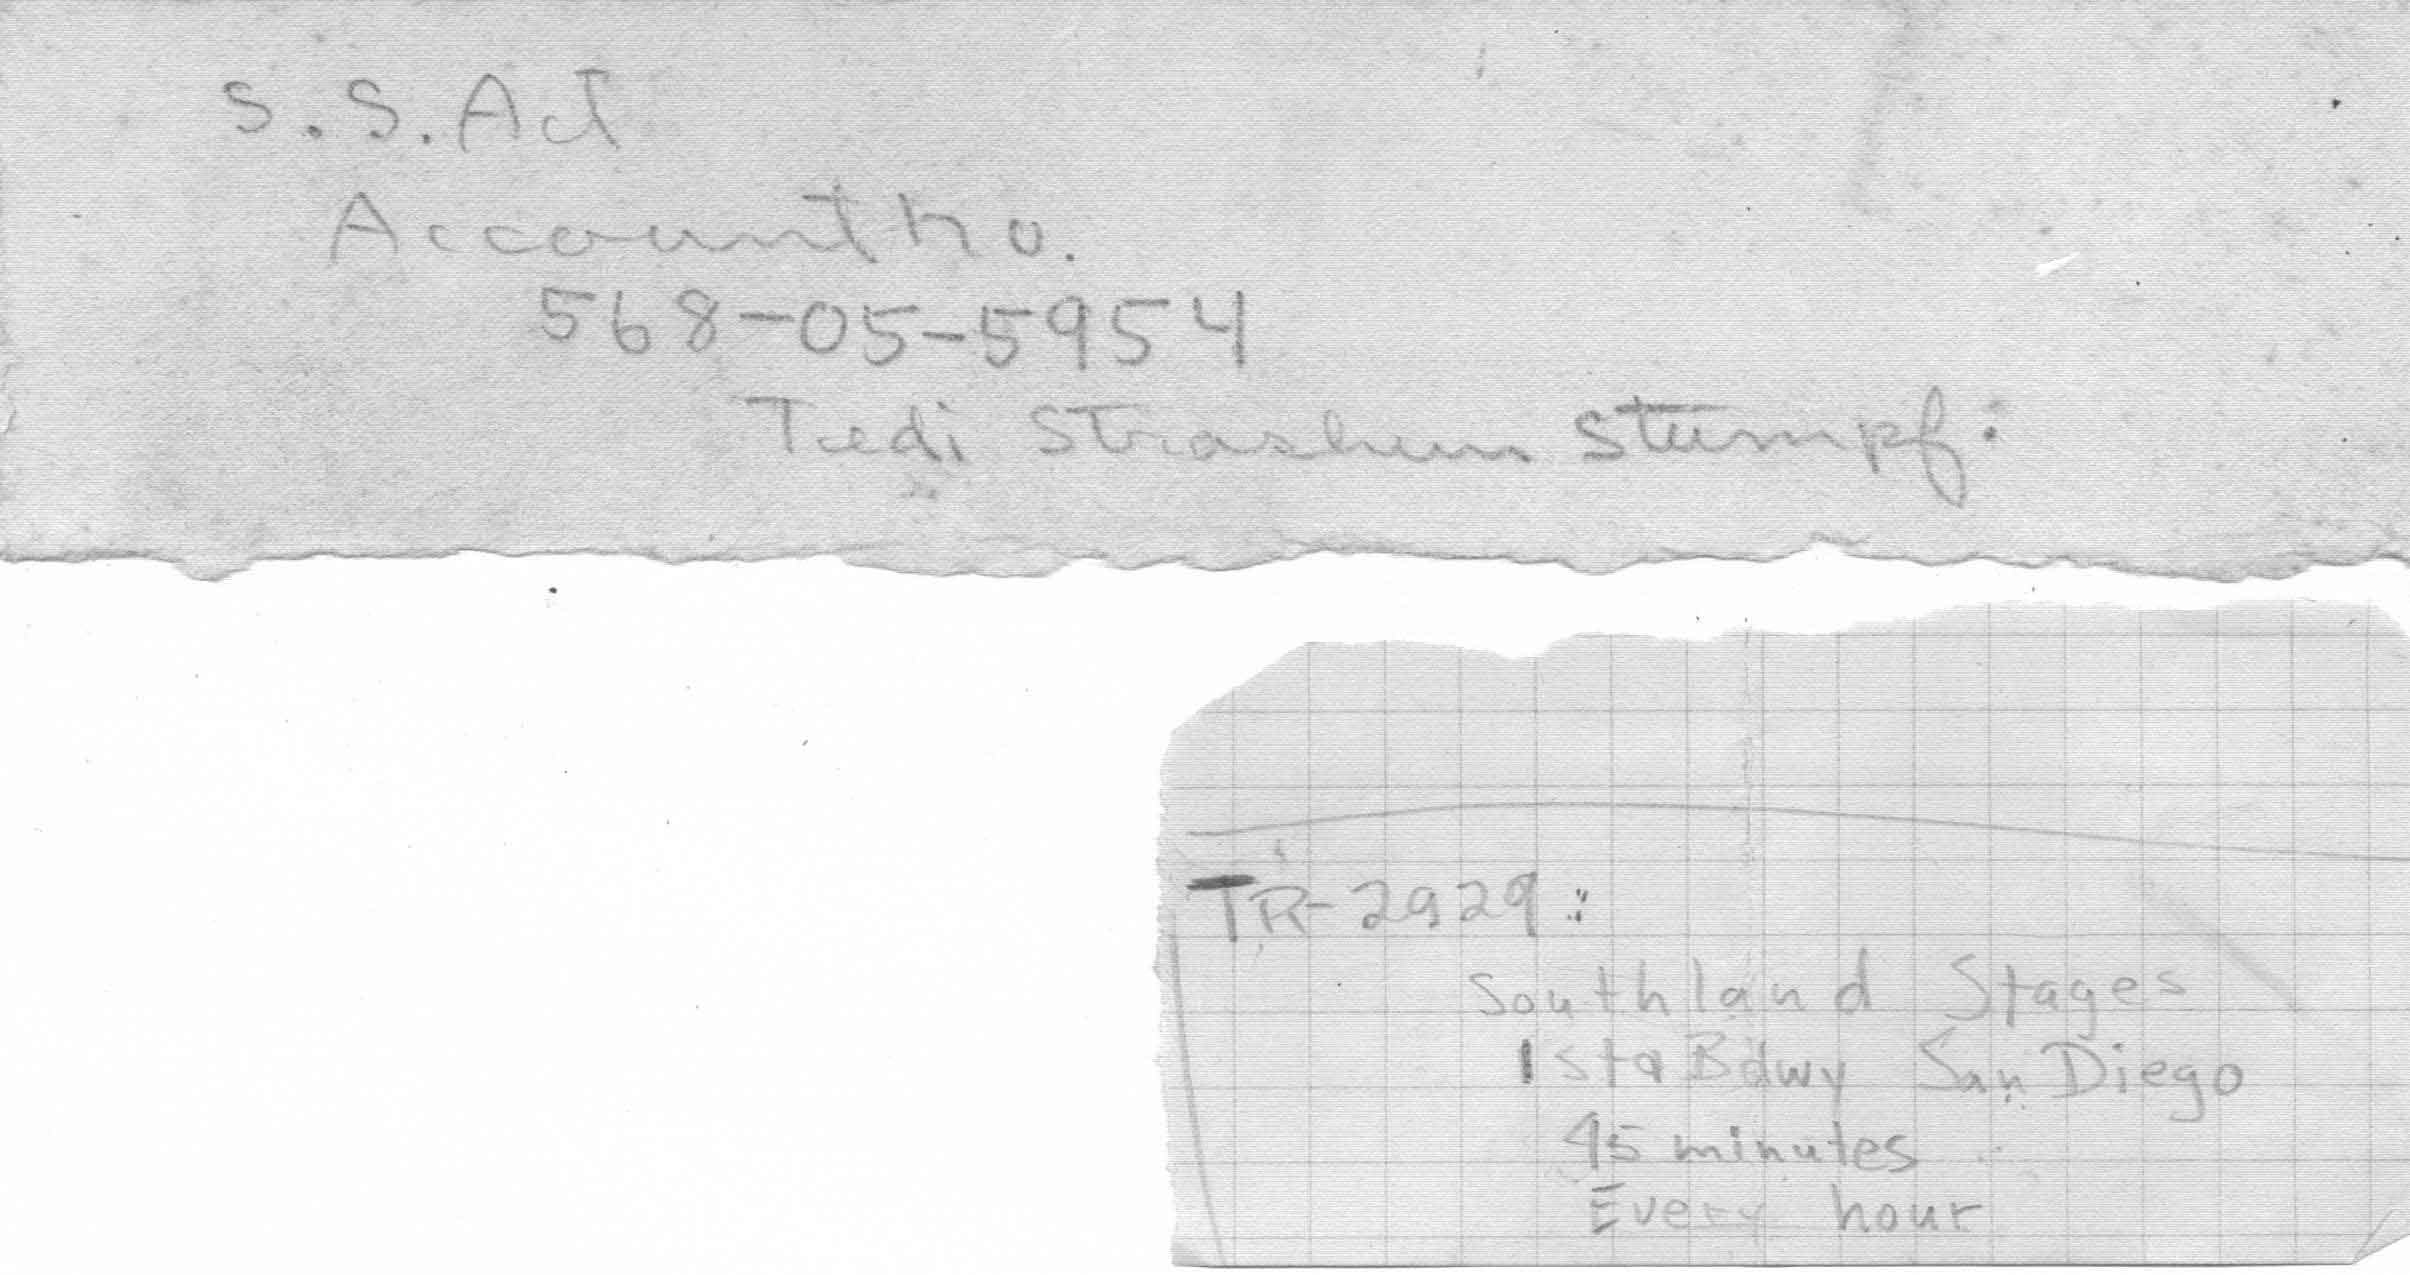 S.S. Act
Account no.
568-05-5954
Tedi Strashun Stumpf:
TR-2929:
Southland Stages
1st a Bdwy San Diego
45 minutes
Every hour